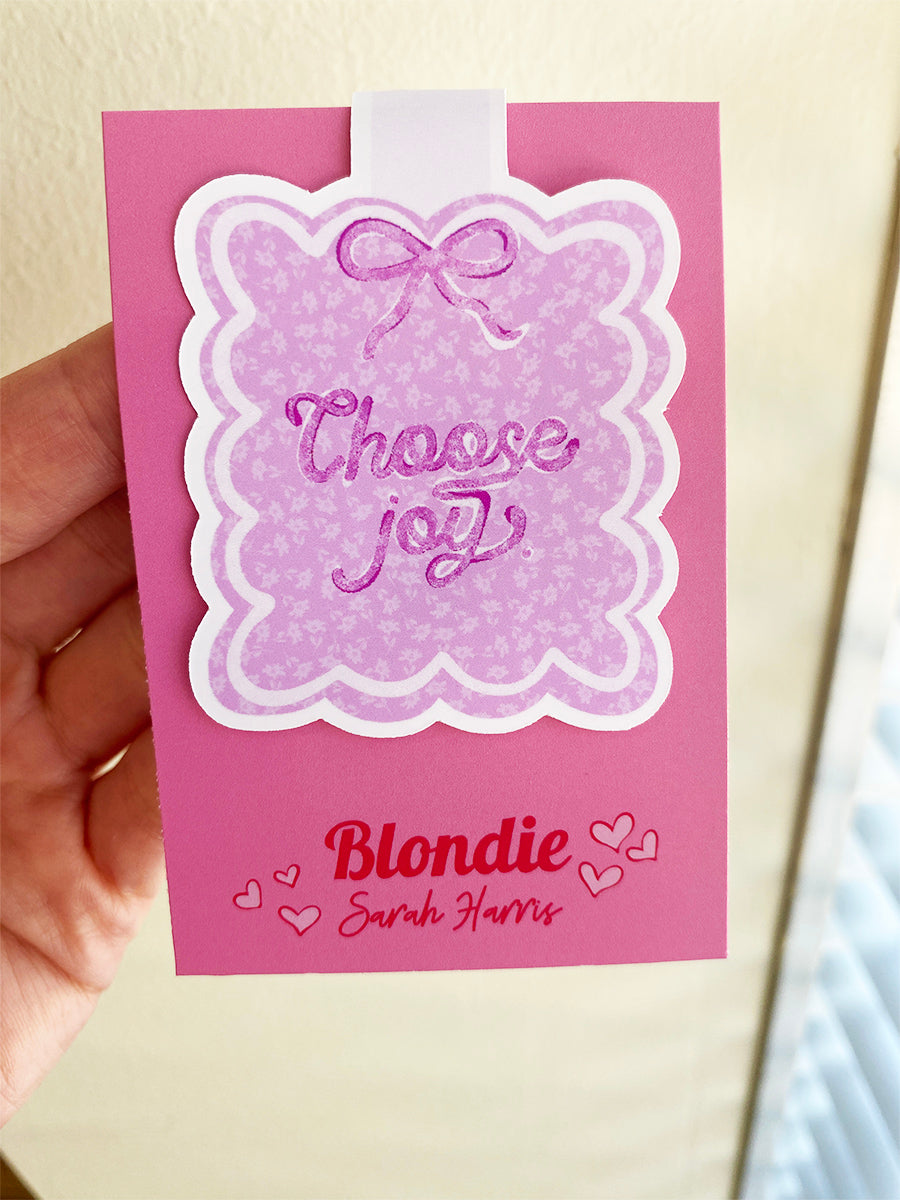 Choose
joy.
Blondie
Sarah Harris